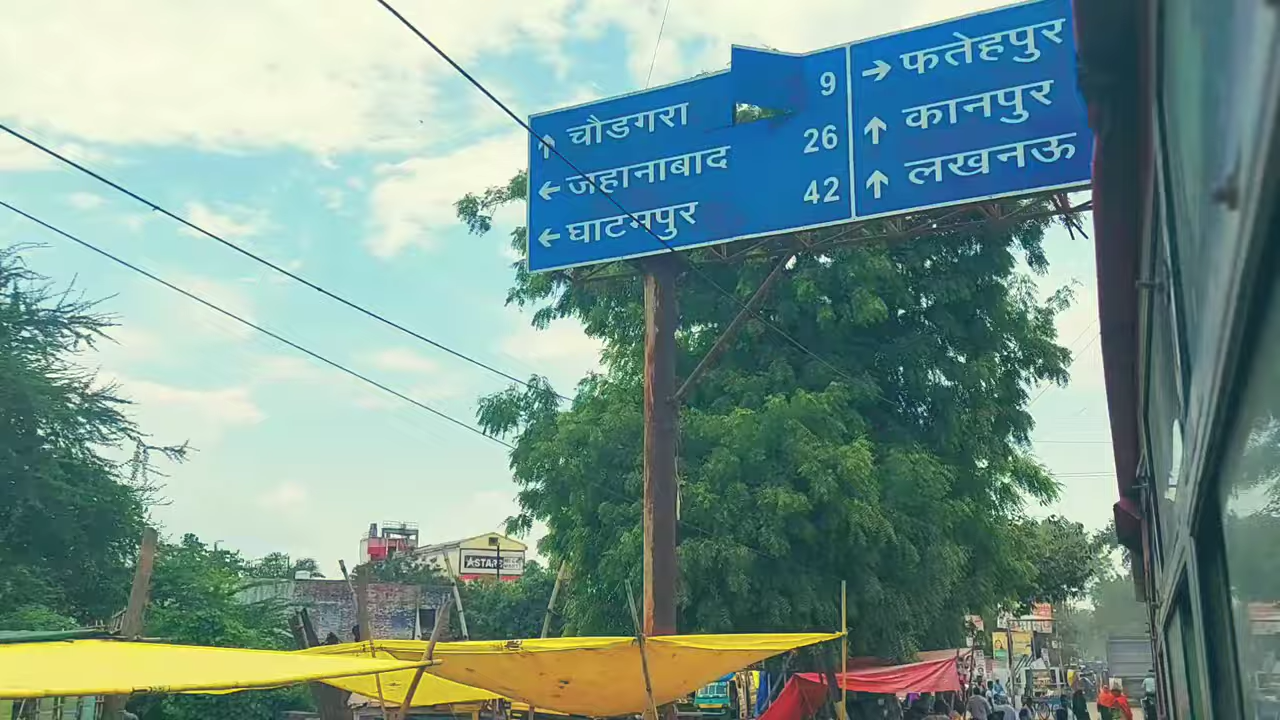 ↑ चौडगरा 9
← जहानाबाद 26
← घाटमपुर 42
→ फतेहपुर
↑ कानपुर
↑ लखनऊ
STAR